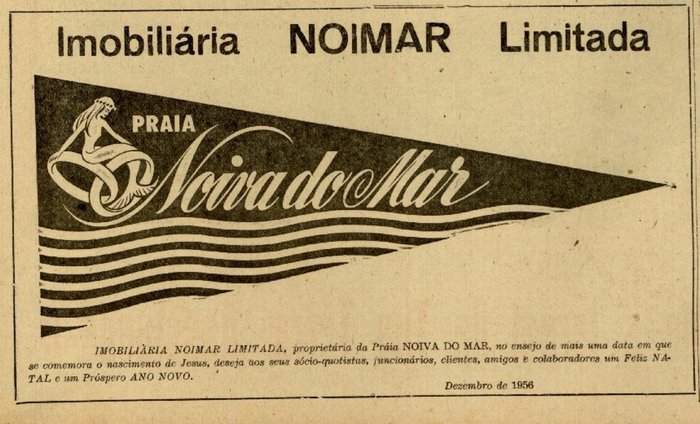 Imobiliária NOIMAR Limitada
PRAIA
Noiva do Mar
IMOBILIÀRIA NOIMAR LIMITADA, proprietária da Práia NOIVA DO MAR, no ensejo de mais uma data em que
se comemora o nascimento de Jesus, deseja aos seus sócio-quotistas, funcionários, clientes, amigos e colaboradores um Feliz NA-
TAL e um Próspero ANO NOVO.
Dezembro de 1956